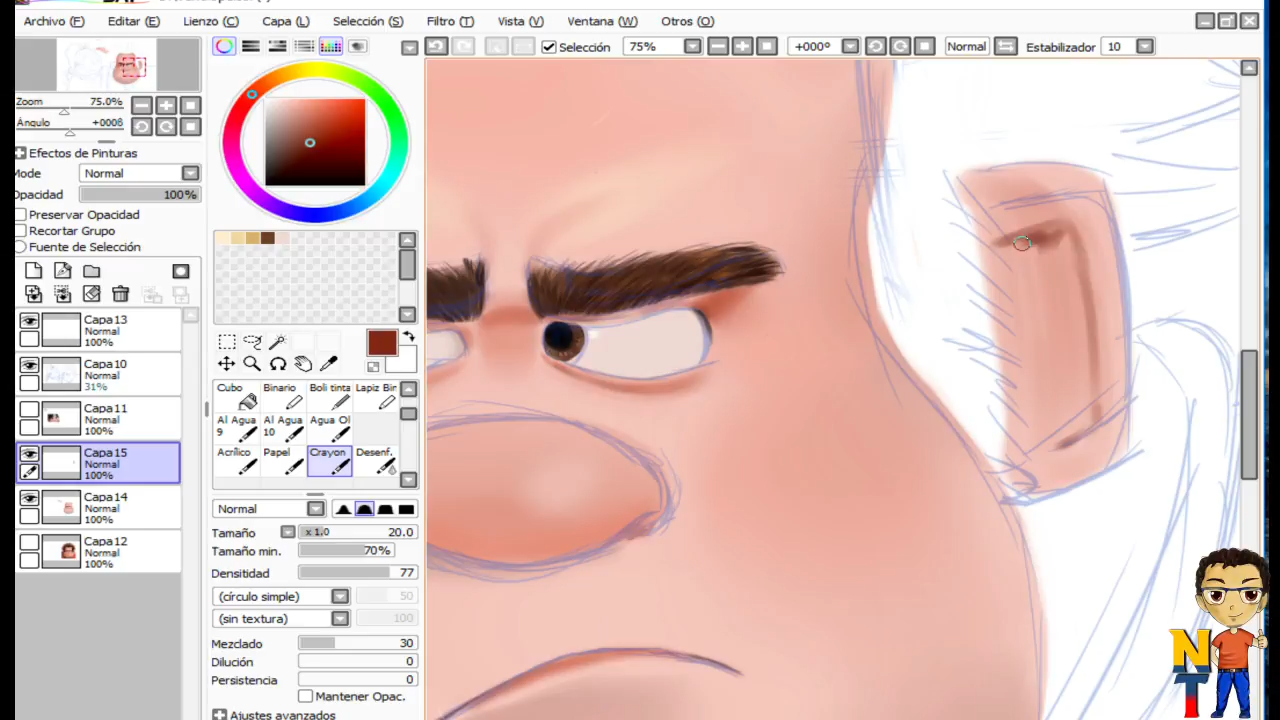 Archivo (F) Editar (E) Lienzo (C) Capa (L) Selección (S) Filtro (T) Vista (V) Ventana (W) Otros (O)
Selección 75% +000° Normal Estabilizador 10
Zoom 75.0%
Ángulo +0006
Efectos de Pinturas
Mode Normal
Opacidad 100%
Preservar Opacidad
Recortar Grupo
Fuente de Selección
Capa13
Normal
100%
Capa10
Normal
31%
Capa11
Normal
100%
Capa15
Normal
100%
Capa14
Normal
100%
Capa12
Normal
100%
Cubo Binario Boli tinta Lapiz Bin
Al Agua 9 Al Agua 10 Agua Ol
Acrílico Papel Crayon Desenf.
Normal
Tamaño x 1.0 20.0
Tamaño min. 70%
Densitidad 77
(círculo simple) 50
(sin textura) 100
Mezclado 30
Dilución 0
Persistencia 0
Mantener Opac.
Ajustes avanzados
N
T